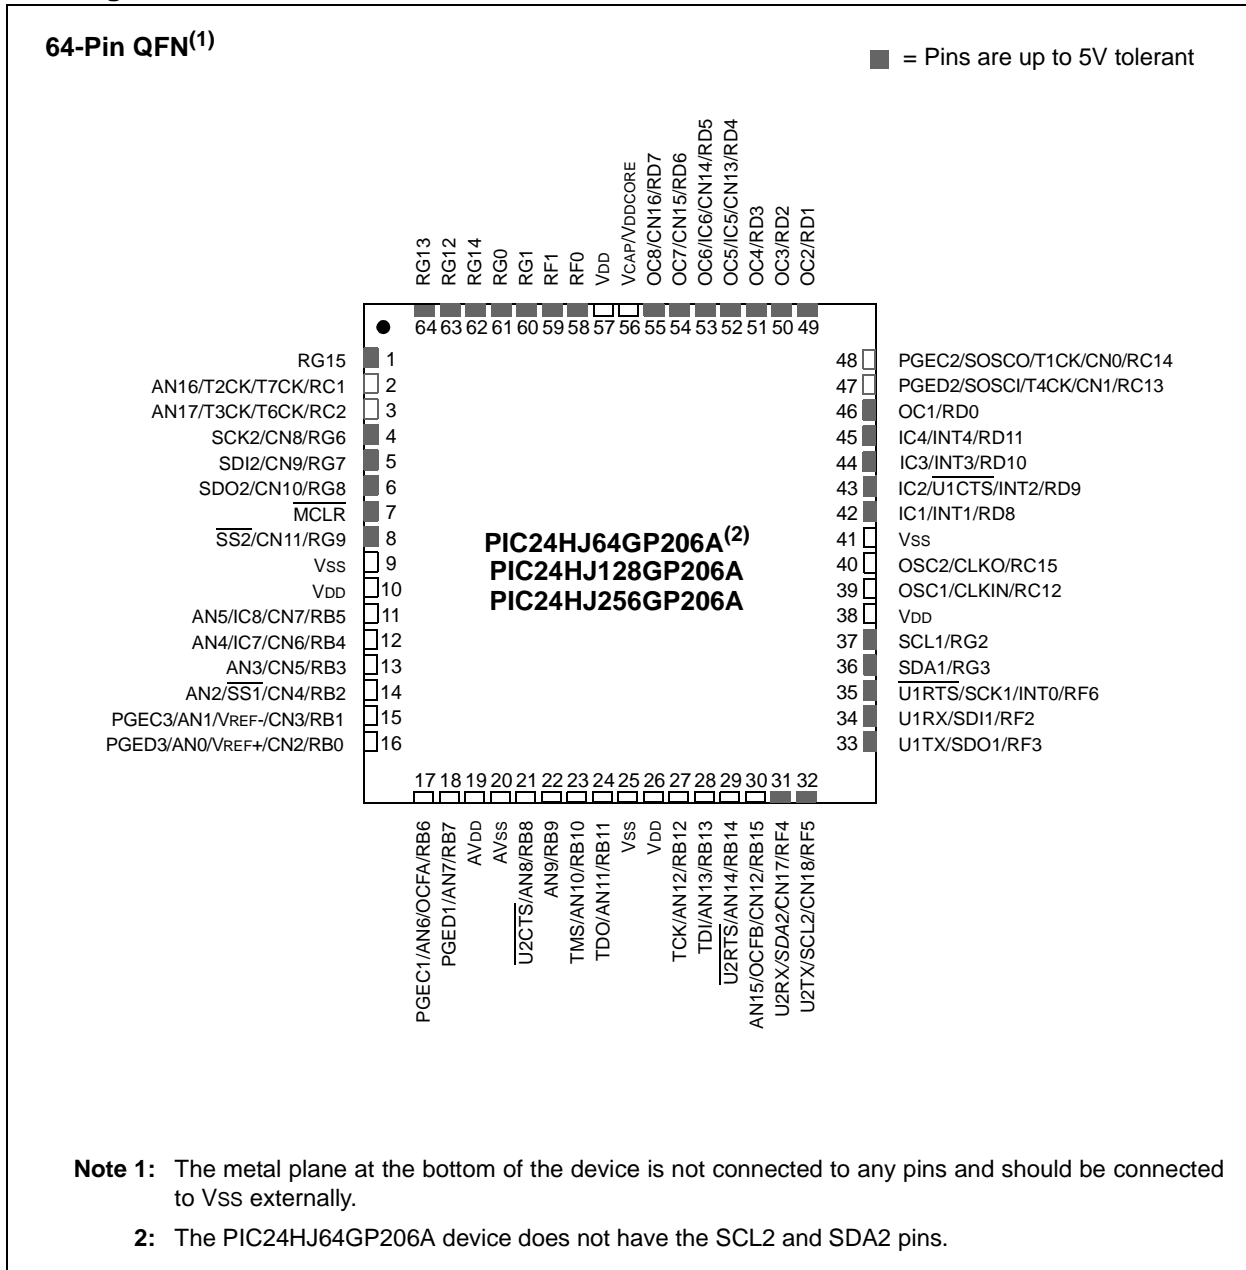 64-Pin QFN(1)
= Pins are up to 5V tolerant
RG13
RG12
RG14
RG0
RG1
RF1
RF0
VDD
VCAP/VDDCORE
OC8/CN16/RD7
OC7/CN15/RD6
OC6/IC6/CN14/RD5
OC5/IC5/CN13/RD4
OC4/RD3
OC3/RD2
OC2/RD1
64 63 62 61 60 59 58 57 56 55 54 53 52 51 50 49
RG15 1
AN16/T2CK/T7CK/RC1 2
AN17/T3CK/T6CK/RC2 3
SCK2/CN8/RG6 4
SDI2/CN9/RG7 5
SDO2/CN10/RG8 6
MCLR 7
SS2/CN11/RG9 8
VSS 9
VDD 10
AN5/IC8/CN7/RB5 11
AN4/IC7/CN6/RB4 12
AN3/CN5/RB3 13
AN2/SS1/CN4/RB2 14
PGEC3/AN1/VREF-/CN3/RB1 15
PGED3/AN0/VREF+/CN2/RB0 16
PIC24HJ64GP206A(2)
PIC24HJ128GP206A
PIC24HJ256GP206A
48 PGEC2/SOSCO/T1CK/CN0/RC14
47 PGED2/SOSCI/T4CK/CN1/RC13
46 OC1/RD0
45 IC4/INT4/RD11
44 IC3/INT3/RD10
43 IC2/U1CTS/INT2/RD9
42 IC1/INT1/RD8
41 VSS
40 OSC2/CLKO/RC15
39 OSC1/CLKIN/RC12
38 VDD
37 SCL1/RG2
36 SDA1/RG3
35 U1RTS/SCK1/INT0/RF6
34 U1RX/SDI1/RF2
33 U1TX/SDO1/RF3
17 18 19 20 21 22 23 24 25 26 27 28 29 30 31 32
PGEC1/AN6/OCFA/RB6
PGED1/AN7/RB7
AVDD
AVSS
U2CTS/AN8/RB8
AN9/RB9
TMS/AN10/RB10
TDO/AN11/RB11
VSS
VDD
TCK/AN12/RB12
TDI/AN13/RB13
U2RTS/AN14/RB14
AN15/OCFB/CN12/RB15
U2RX/SDA2/CN17/RF4
U2TX/SCL2/CN18/RF5
Note 1: The metal plane at the bottom of the device is not connected to any pins and should be connected
to VSS externally.
2: The PIC24HJ64GP206A device does not have the SCL2 and SDA2 pins.